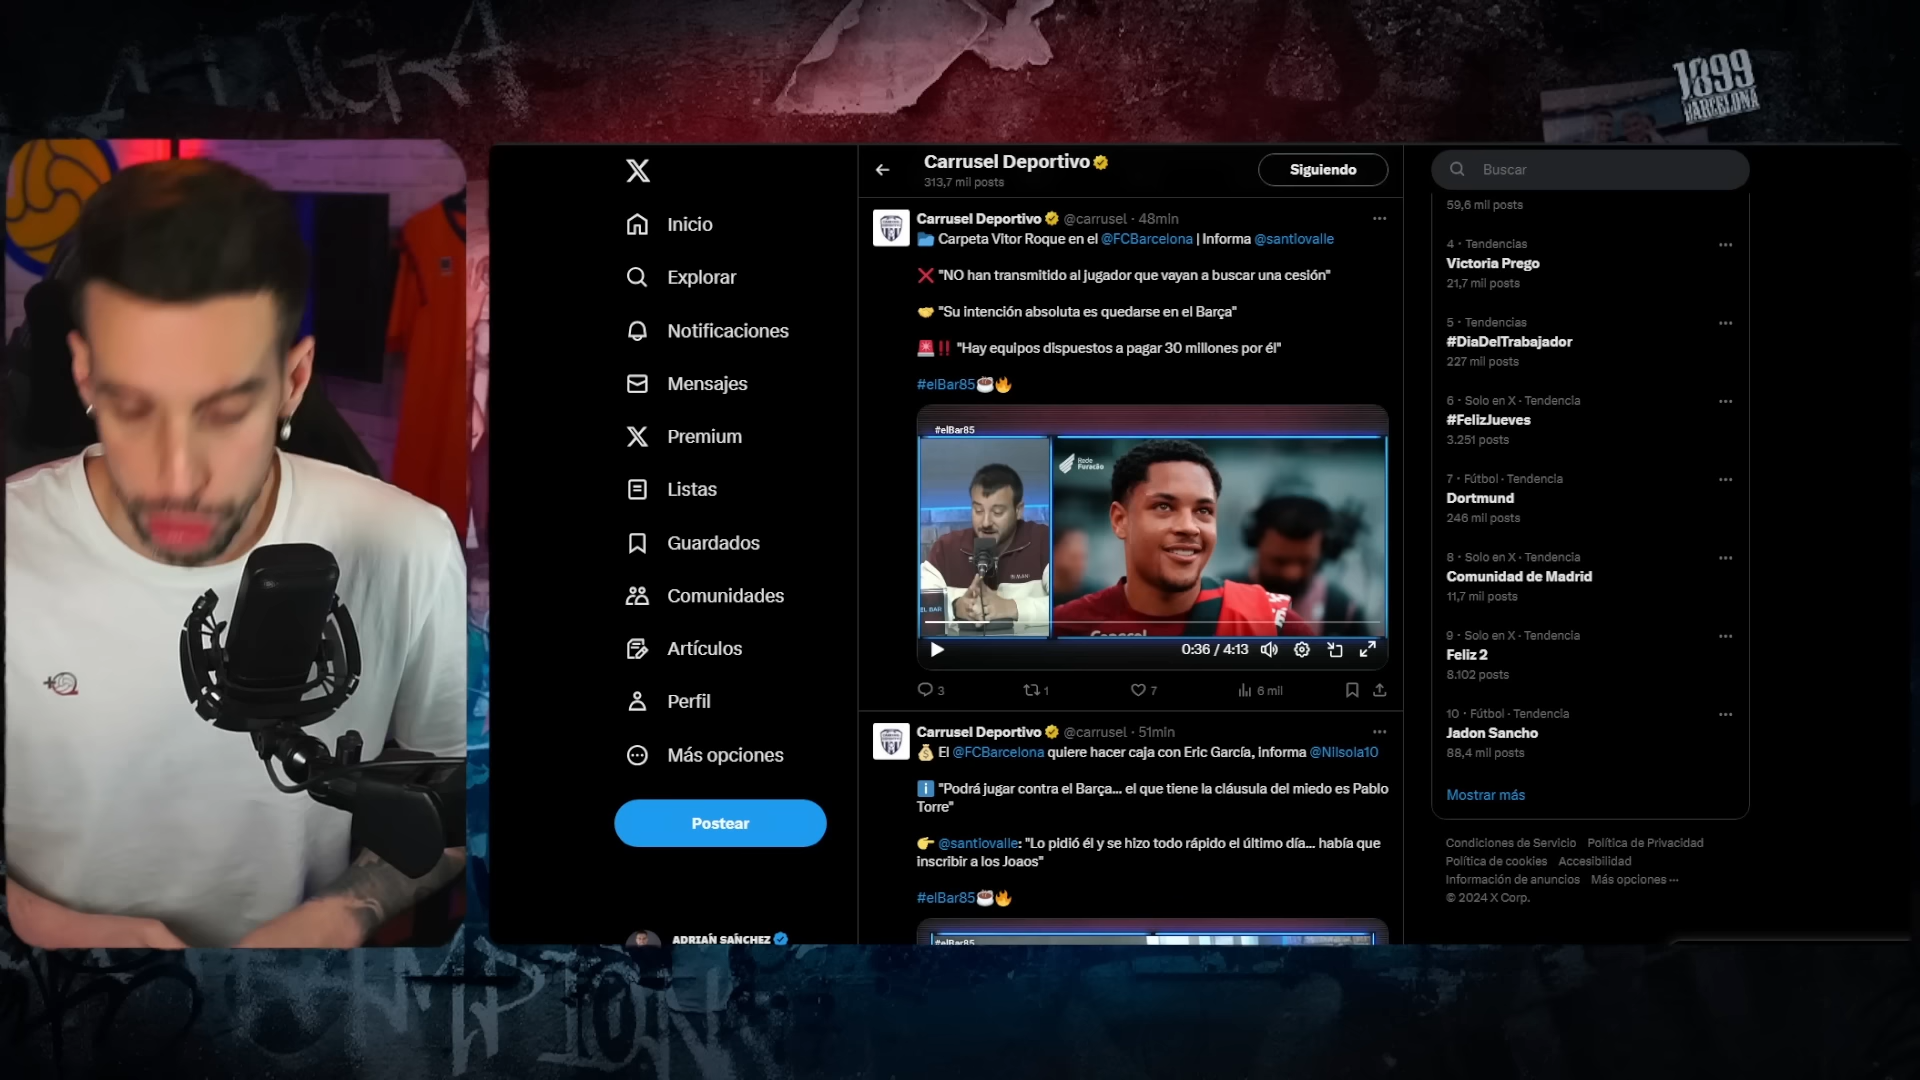 1899
BARCELONA
Inicio
Explorar
Notificaciones
Mensajes
Premium
Listas
Guardados
Comunidades
Artículos
Perfil
Más opciones
Postear
ADRIÁN SÁNCHEZ
Carrusel Deportivo
313,7 mil posts
Siguiendo
Carrusel Deportivo @carrusel · 48min
📂 Carpeta Vitor Roque en el @FCBarcelona | Informa @santiovalle
❌ "NO han transmitido al jugador que vayan a buscar una cesión"
🤝 "Su intención absoluta es quedarse en el Barça"
🚨‼️ "Hay equipos dispuestos a pagar 30 millones por él"
#elBar85☕🔥
#elBar85
Rede
Furacão
EL BAR
0:36 / 4:13
3
1
7
6 mil
Carrusel Deportivo @carrusel · 51min
💰 El @FCBarcelona quiere hacer caja con Eric García, informa @Nilsola10
ℹ️ "Podrá jugar contra el Barça... el que tiene la cláusula del miedo es Pablo
Torre"
👉 @santiovalle: "Lo pidió él y se hizo todo rápido el último día... había que
inscribir a los Joaos"
#elBar85☕🔥
#elBar85
Buscar
59,6 mil posts
4 · Tendencias
Victoria Prego
21,7 mil posts
5 · Tendencias
#DiaDelTrabajador
227 mil posts
6 · Solo en X · Tendencia
#FelizJueves
3.251 posts
7 · Fútbol · Tendencia
Dortmund
246 mil posts
8 · Solo en X · Tendencia
Comunidad de Madrid
11,7 mil posts
9 · Solo en X · Tendencia
Feliz 2
8.102 posts
10 · Fútbol · Tendencia
Jadon Sancho
88,4 mil posts
Mostrar más
Condiciones de Servicio Política de Privacidad
Política de cookies Accesibilidad
Información de anuncios Más opciones ···
© 2024 X Corp.